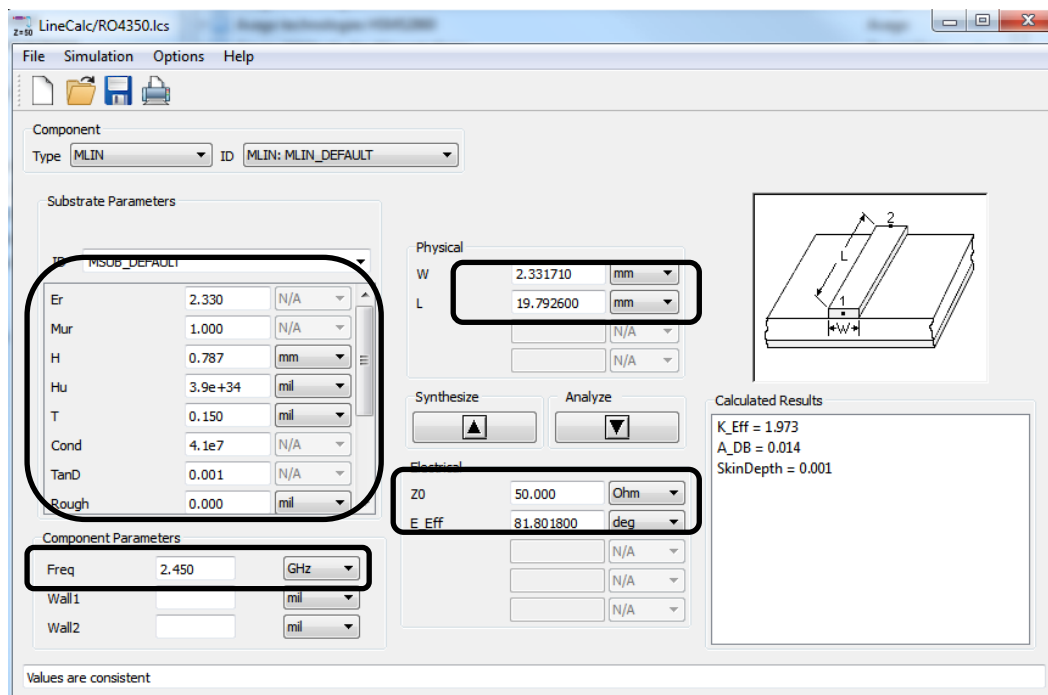 LineCalc/RO4350.lcs
File Simulation Options Help
Component
Type MLIN ID MLIN: MLIN_DEFAULT
Substrate Parameters
ID MSUB_DEFAULT
Er 2.330 N/A
Mur 1.000 N/A
H 0.787 mm
Hu 3.9e+34 mil
T 0.150 mil
Cond 4.1e7 N/A
TanD 0.001 N/A
Rough 0.000 mil
Component Parameters
Freq 2.450 GHz
Wall1 mil
Wall2 mil
Physical
W 2.331710 mm
L 19.792600 mm
N/A
N/A
Synthesize Analyze
Electrical
Z0 50.000 Ohm
E_Eff 81.801800 deg
N/A
N/A
N/A
2
L
1
W
Calculated Results
K_Eff = 1.973
A_DB = 0.014
SkinDepth = 0.001
Values are consistent